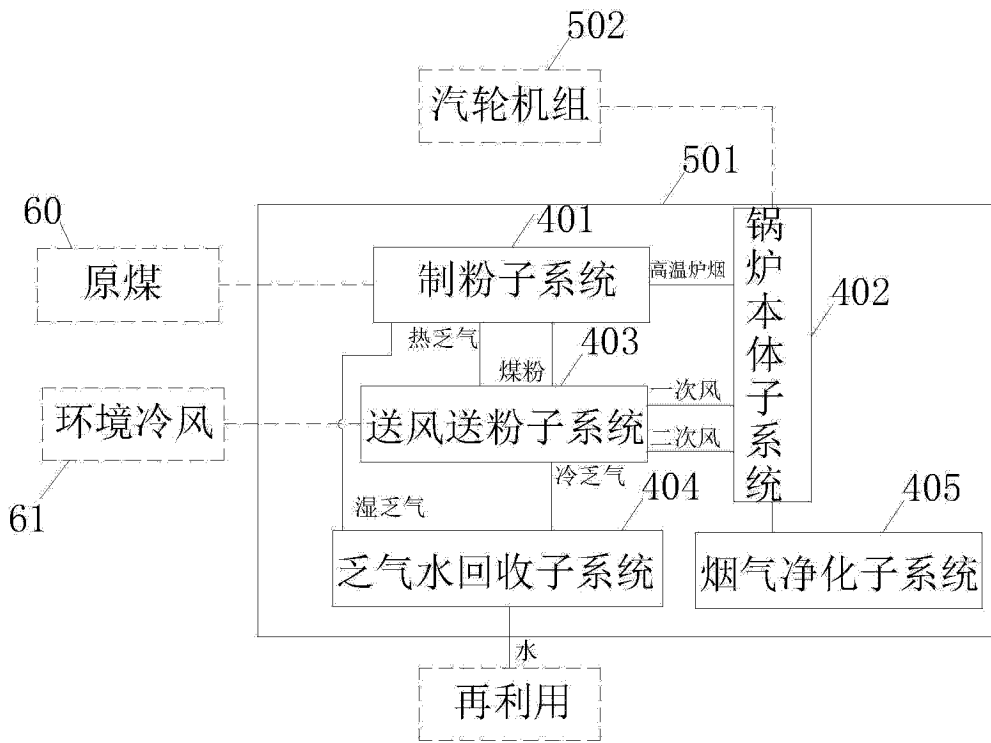 502
汽轮机组
501
60
401
原煤
制粉子系统
高温炉烟
锅炉本体子系统
402
热乏气
403
煤粉
环境冷风
送风送粉子系统
一次风
二次风
冷乏气
61
湿乏气
404
405
乏气水回收子系统
烟气净化子系统
水
再利用